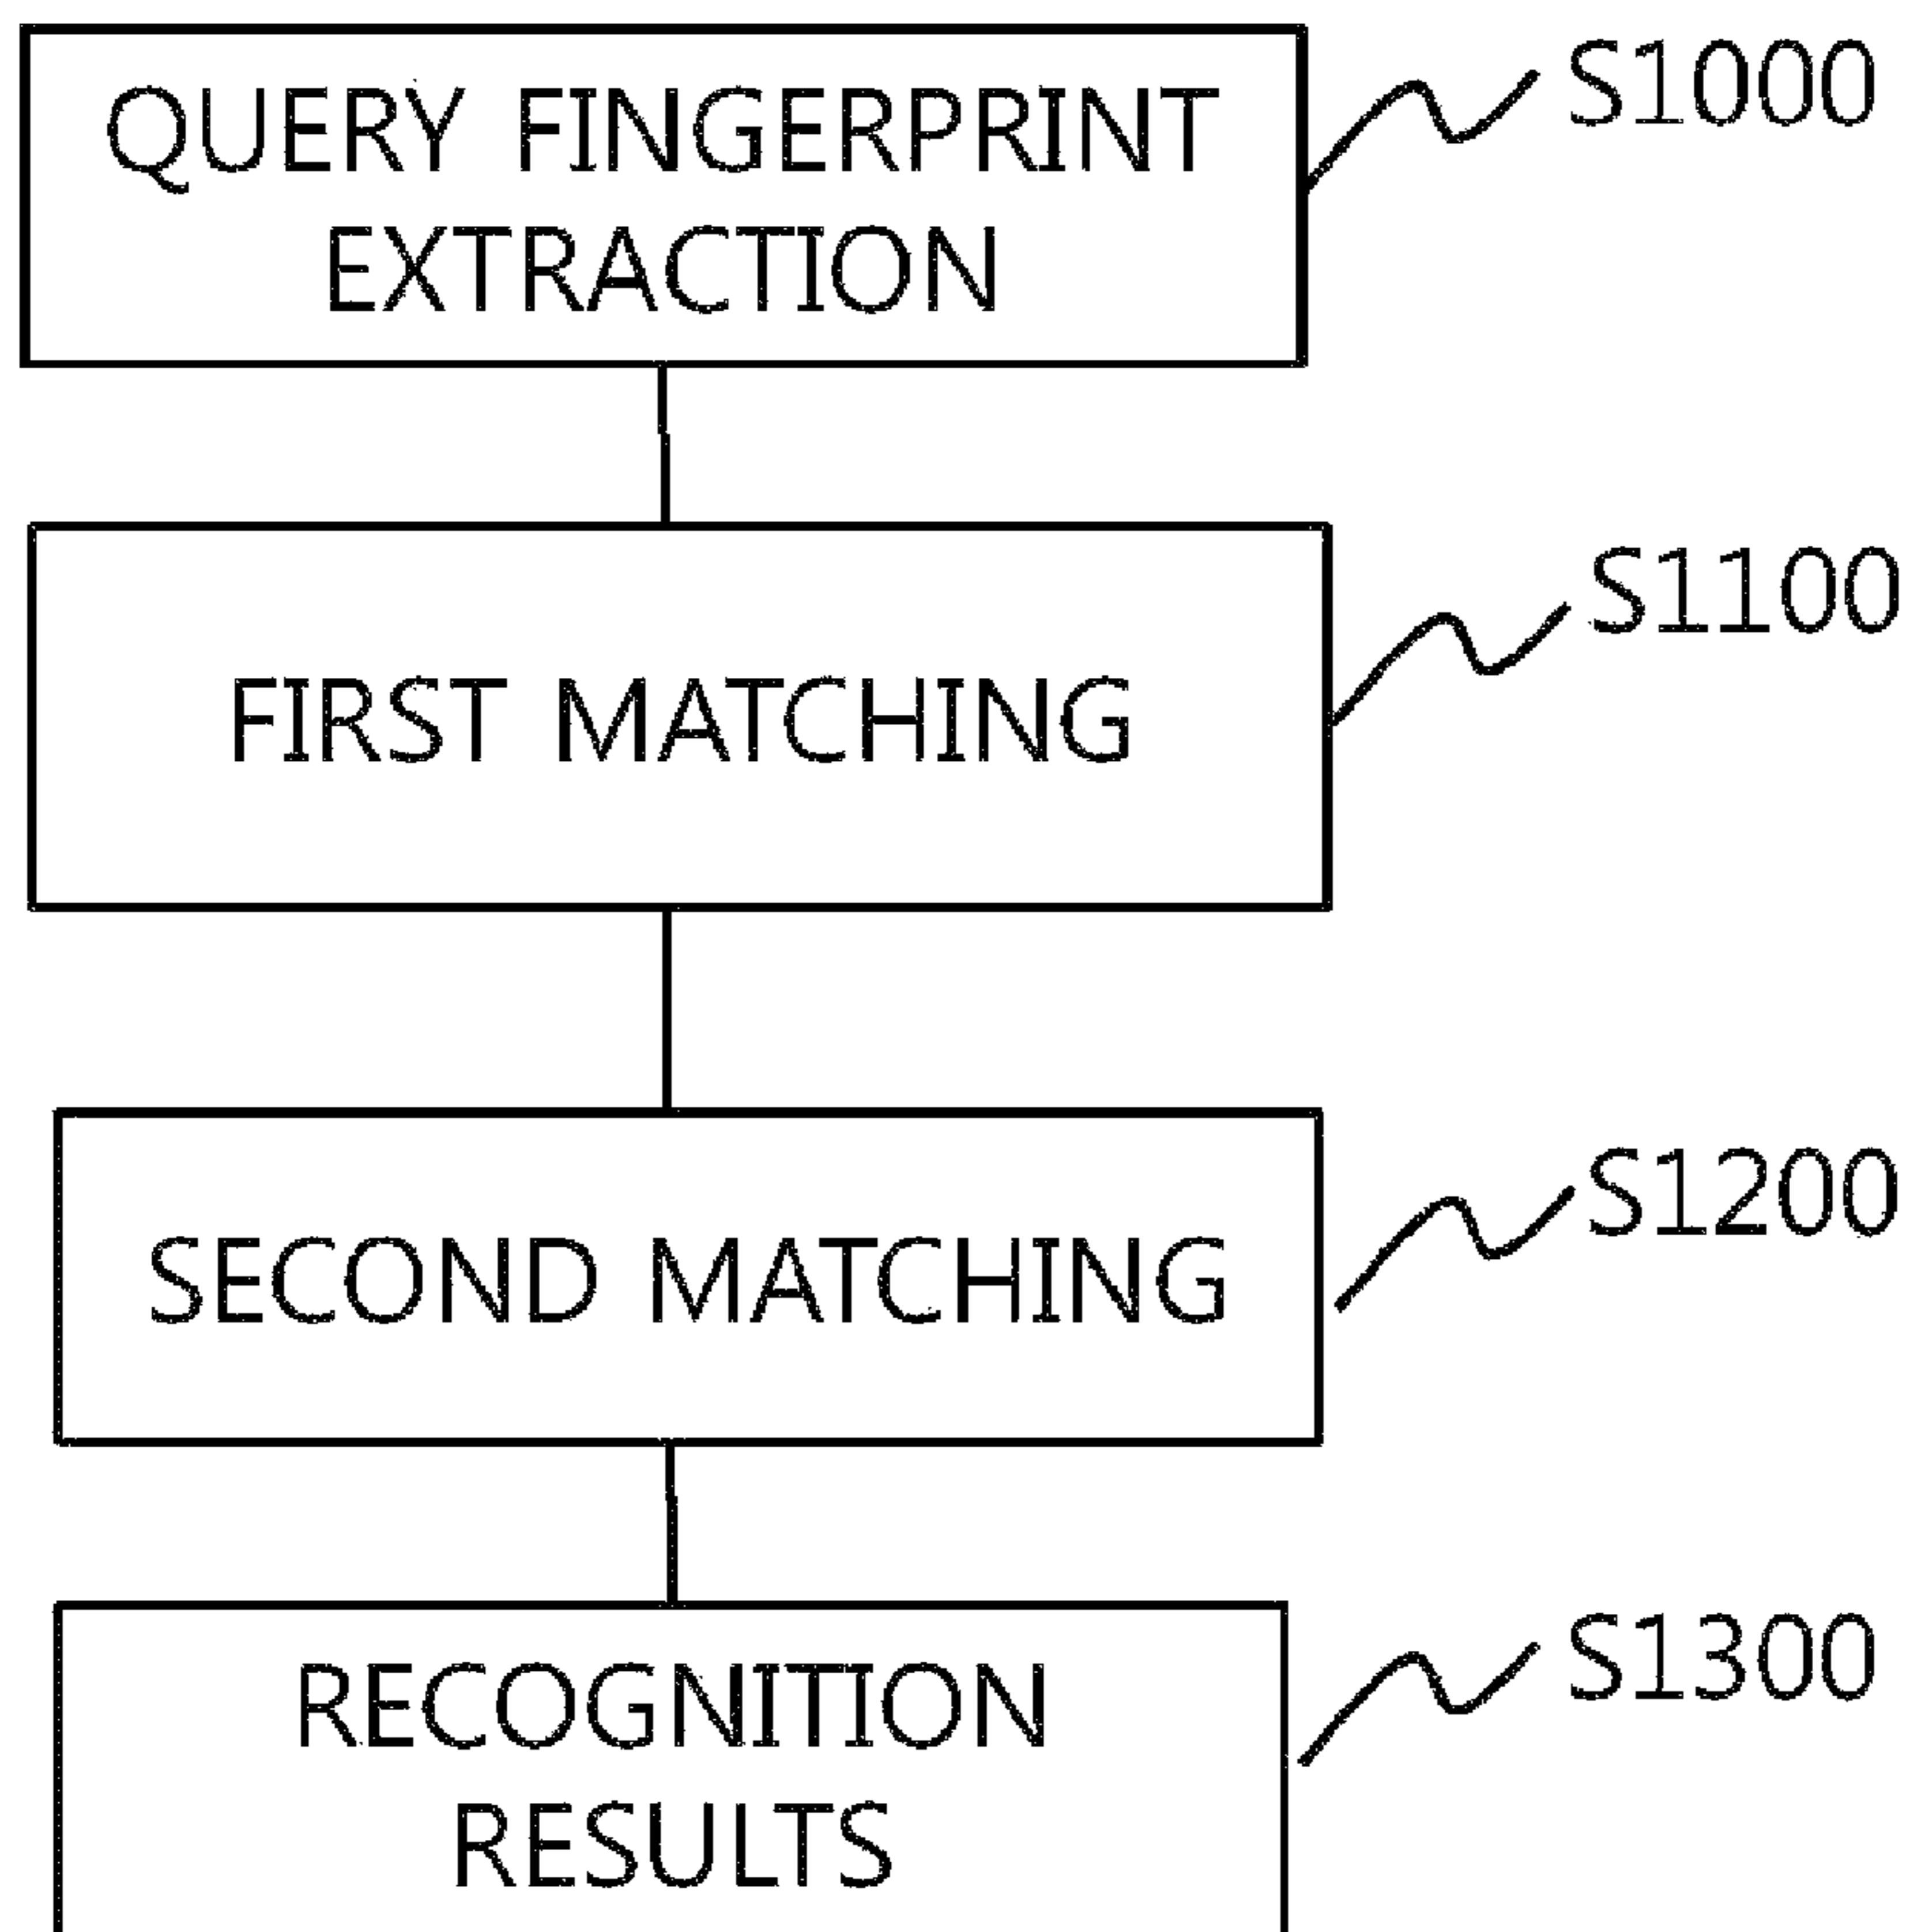 QUERY FINGERPRINT
EXTRACTION
S1000
FIRST MATCHING
S1100
SECOND MATCHING
S1200
RECOGNITION
RESULTS
S1300